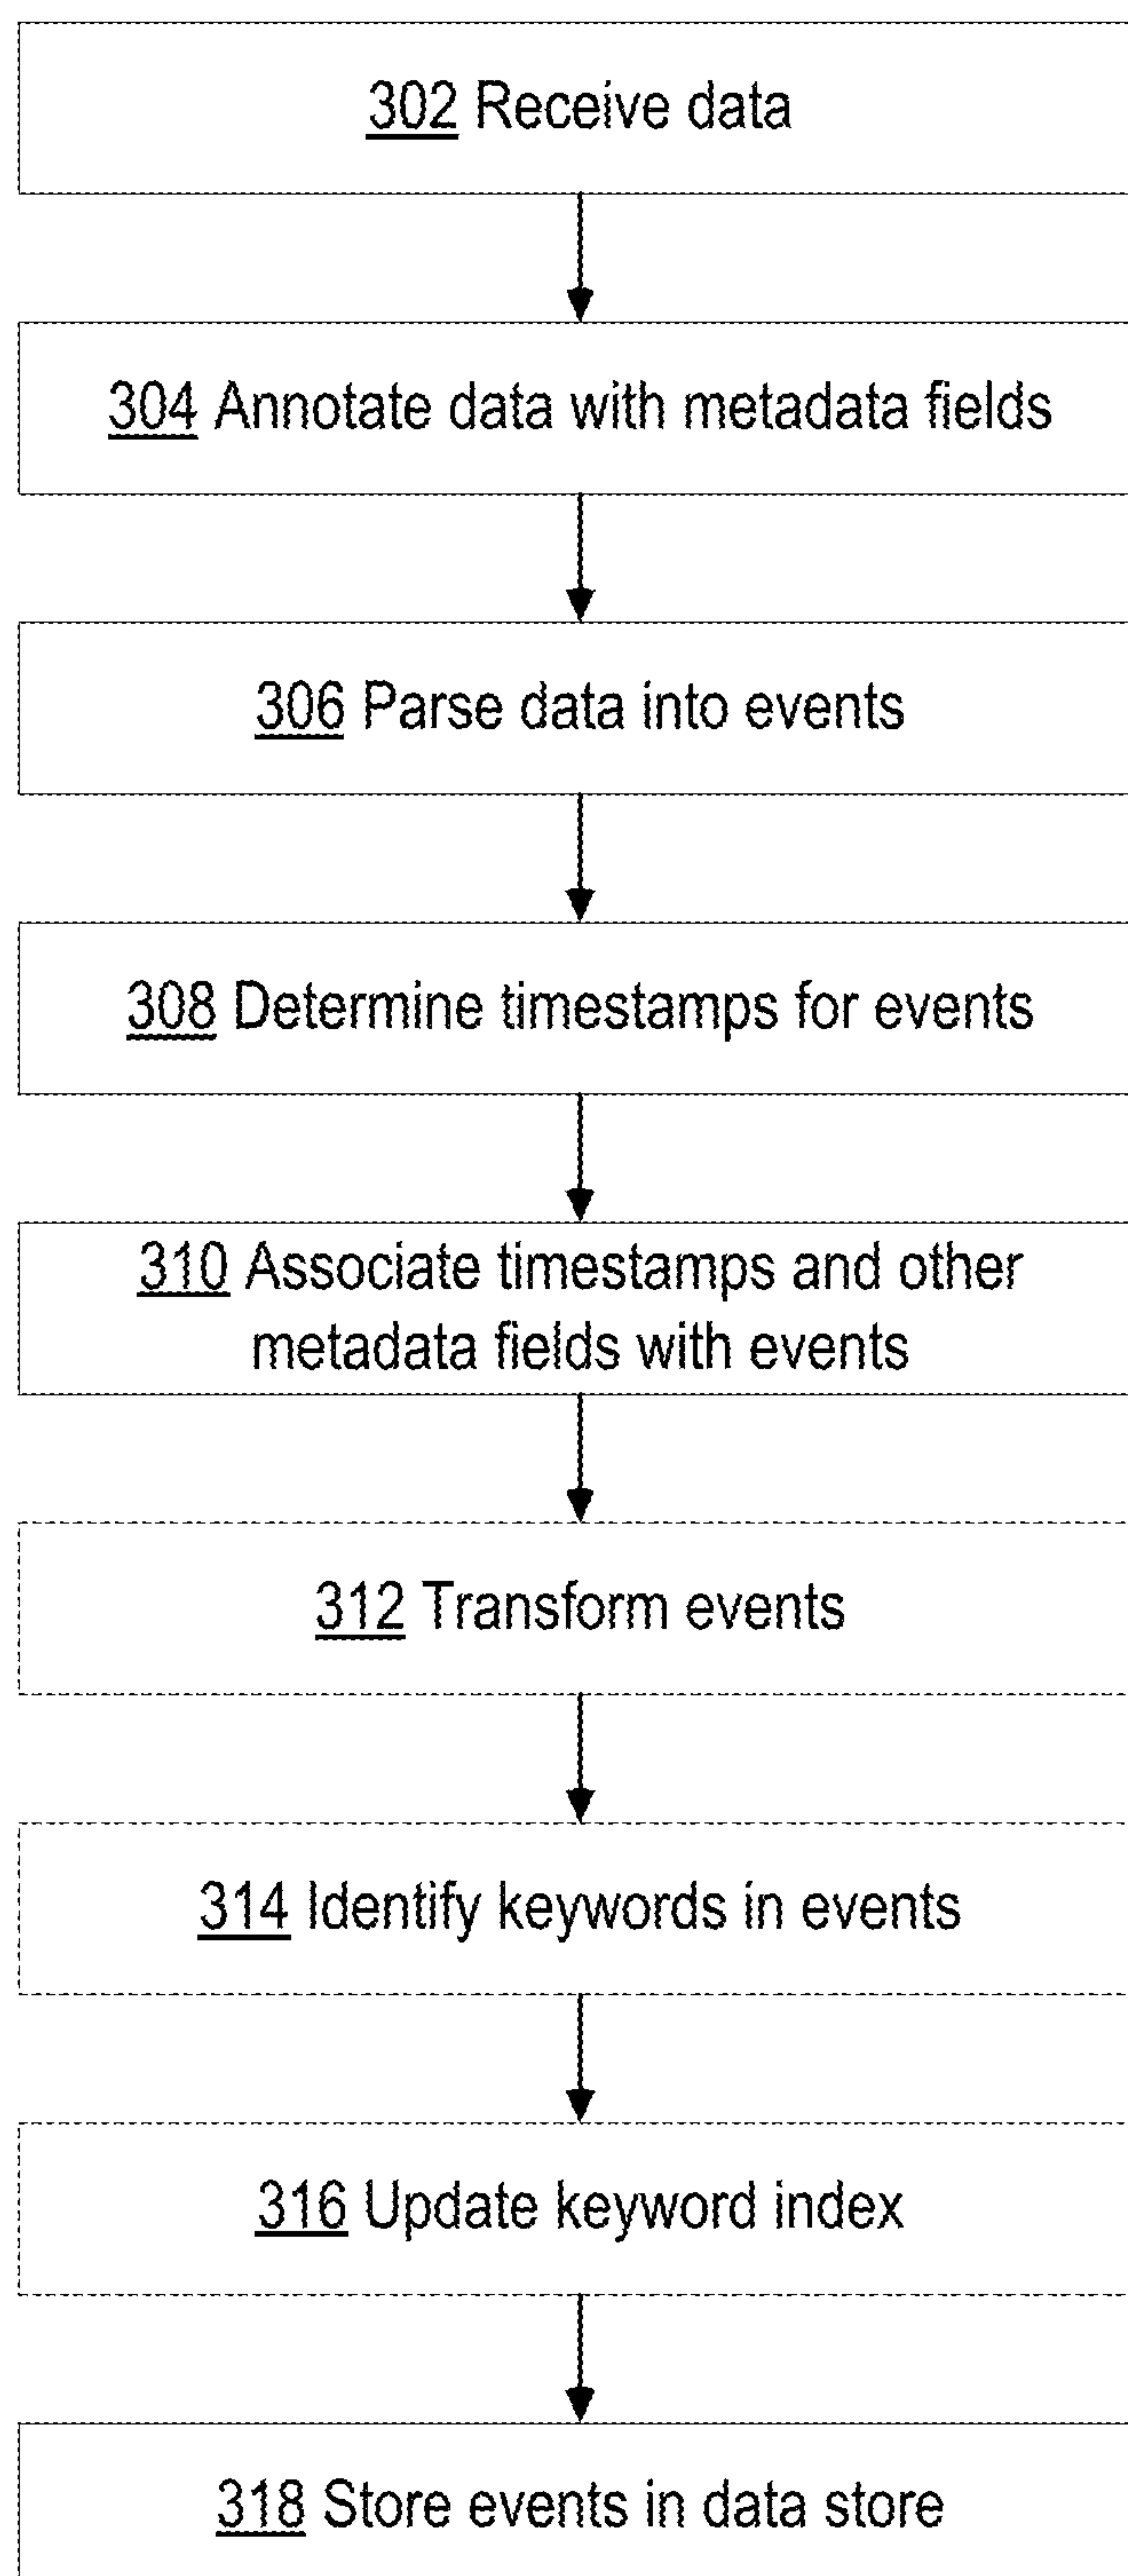 302 Receive data
304 Annotate data with metadata fields
306 Parse data into events
308 Determine timestamps for events
310 Associate timestamps and other
metadata fields with events
312 Transform events
314 Identify keywords in events
316 Update keyword index
318 Store events in data store